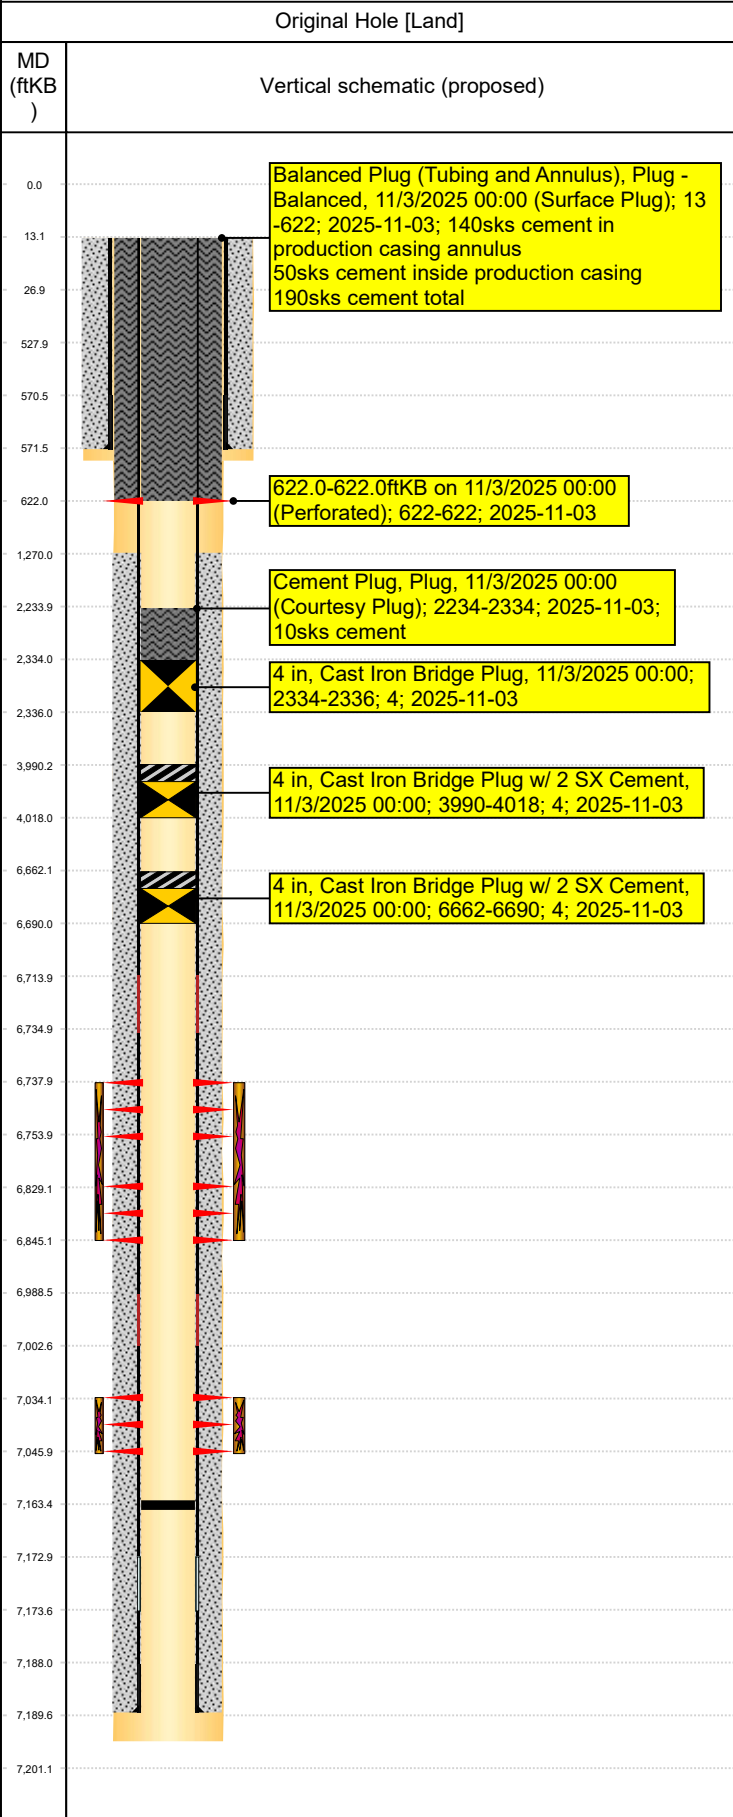 Original Hole [Land]
MD
(ftKB
)
Vertical schematic (proposed)
0.0
13.1
26.9
527.9
570.5
571.5
622.0
1,270.0
2,233.9
2,334.0
2,336.0
3,990.2
4,018.0
6,662.1
6,690.0
6,713.9
6,734.9
6,737.9
6,753.9
6,829.1
6,845.1
6,988.5
7,002.6
7,034.1
7,045.9
7,163.4
7,172.9
7,173.6
7,188.0
7,189.6
7,201.1
Balanced Plug (Tubing and Annulus), Plug -
Balanced, 11/3/2025 00:00 (Surface Plug); 13
-622; 2025-11-03; 140sks cement in
production casing annulus
50sks cement inside production casing
190sks cement total
622.0-622.0ftKB on 11/3/2025 00:00
(Perforated); 622-622; 2025-11-03
Cement Plug, Plug, 11/3/2025 00:00
(Courtesy Plug); 2234-2334; 2025-11-03;
10sks cement
4 in, Cast Iron Bridge Plug, 11/3/2025 00:00;
2334-2336; 4; 2025-11-03
4 in, Cast Iron Bridge Plug w/ 2 SX Cement,
11/3/2025 00:00; 3990-4018; 4; 2025-11-03
4 in, Cast Iron Bridge Plug w/ 2 SX Cement,
11/3/2025 00:00; 6662-6690; 4; 2025-11-03